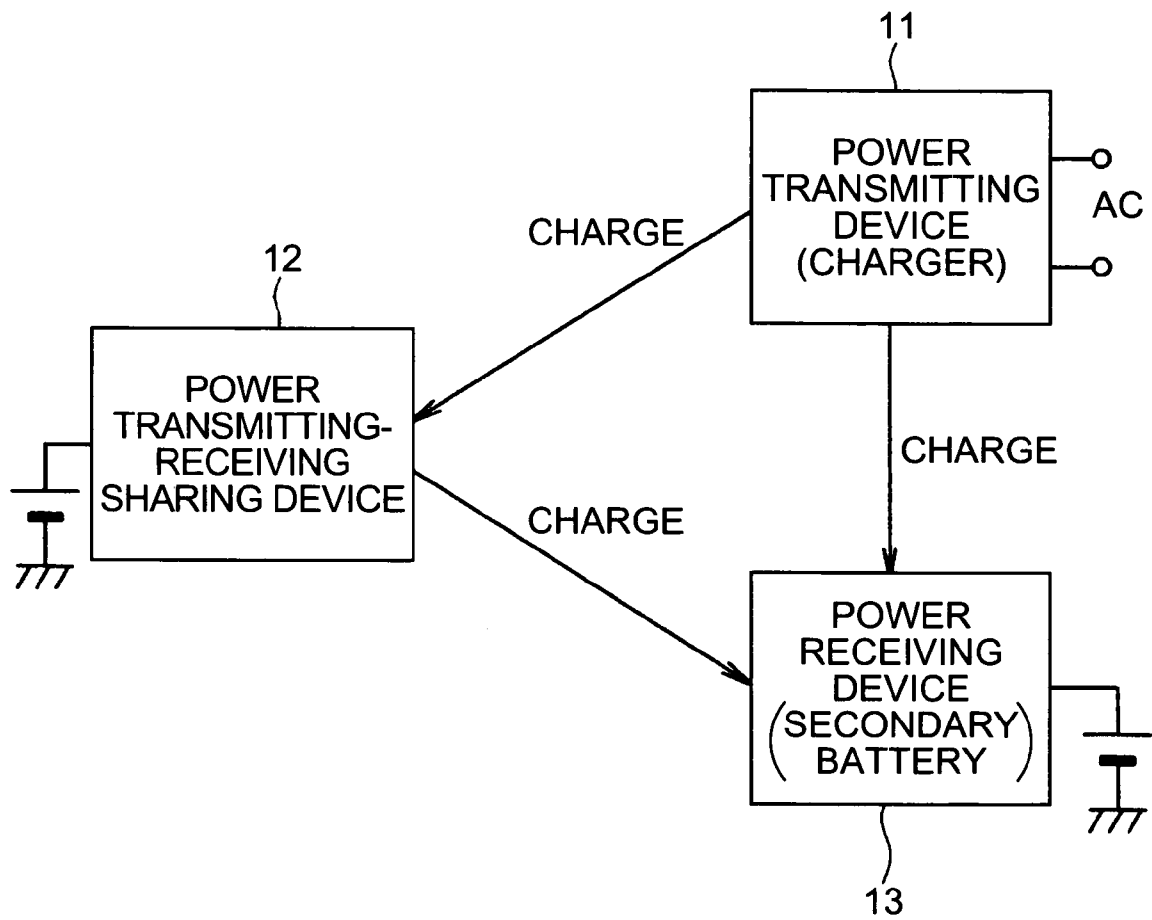 11
POWER
TRANSMITTING
DEVICE
(CHARGER)
AC
CHARGE
12
POWER
TRANSMITTING-
RECEIVING
SHARING DEVICE
CHARGE
CHARGE
POWER
RECEIVING
DEVICE
(SECONDARY
BATTERY)
13